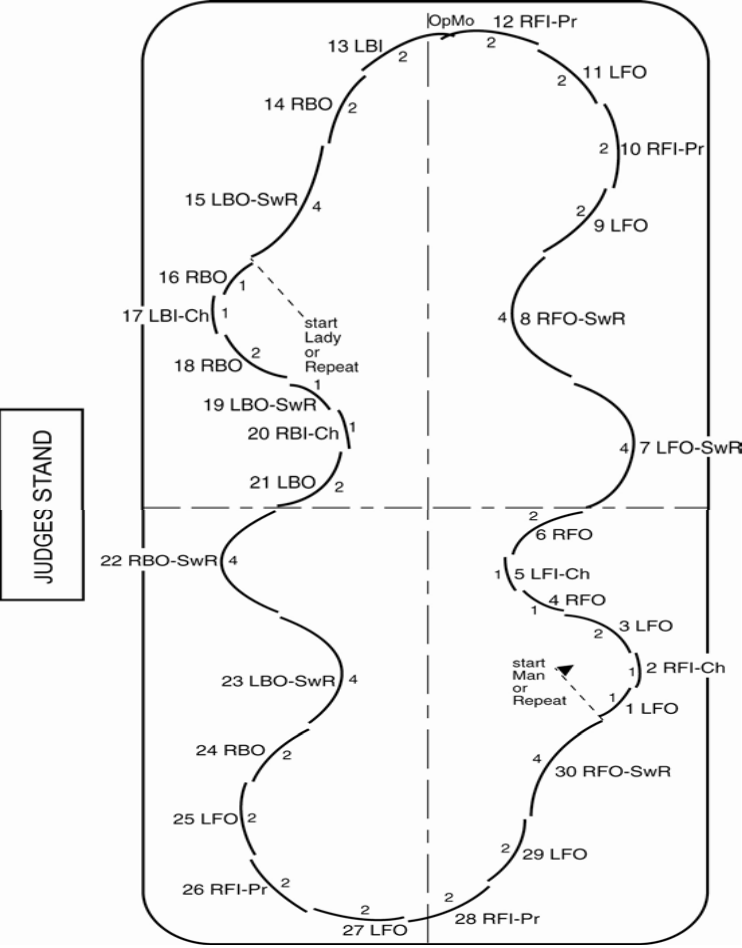 OpMo
12 RFI-Pr
2
13 LBI
2
11 LFO
2
14 RBO
2
10 RFI-Pr
2
15 LBO-SwR
4
9 LFO
2
16 RBO
1
17 LBI-Ch
1
start
Lady
or
Repeat
8 RFO-SwR
4
18 RBO
2
19 LBO-SwR
1
20 RBI-Ch
1
7 LFO-SwR
4
21 LBO
2
JUDGES STAND
6 RFO
2
22 RBO-SwR
4
5 LFI-Ch
1
4 RFO
1
3 LFO
2
2 RFI-Ch
1
start
Man
or
Repeat
1 LFO
1
23 LBO-SwR
4
24 RBO
2
30 RFO-SwR
4
25 LFO
2
29 LFO
2
26 RFI-Pr
2
27 LFO
2
28 RFI-Pr
2